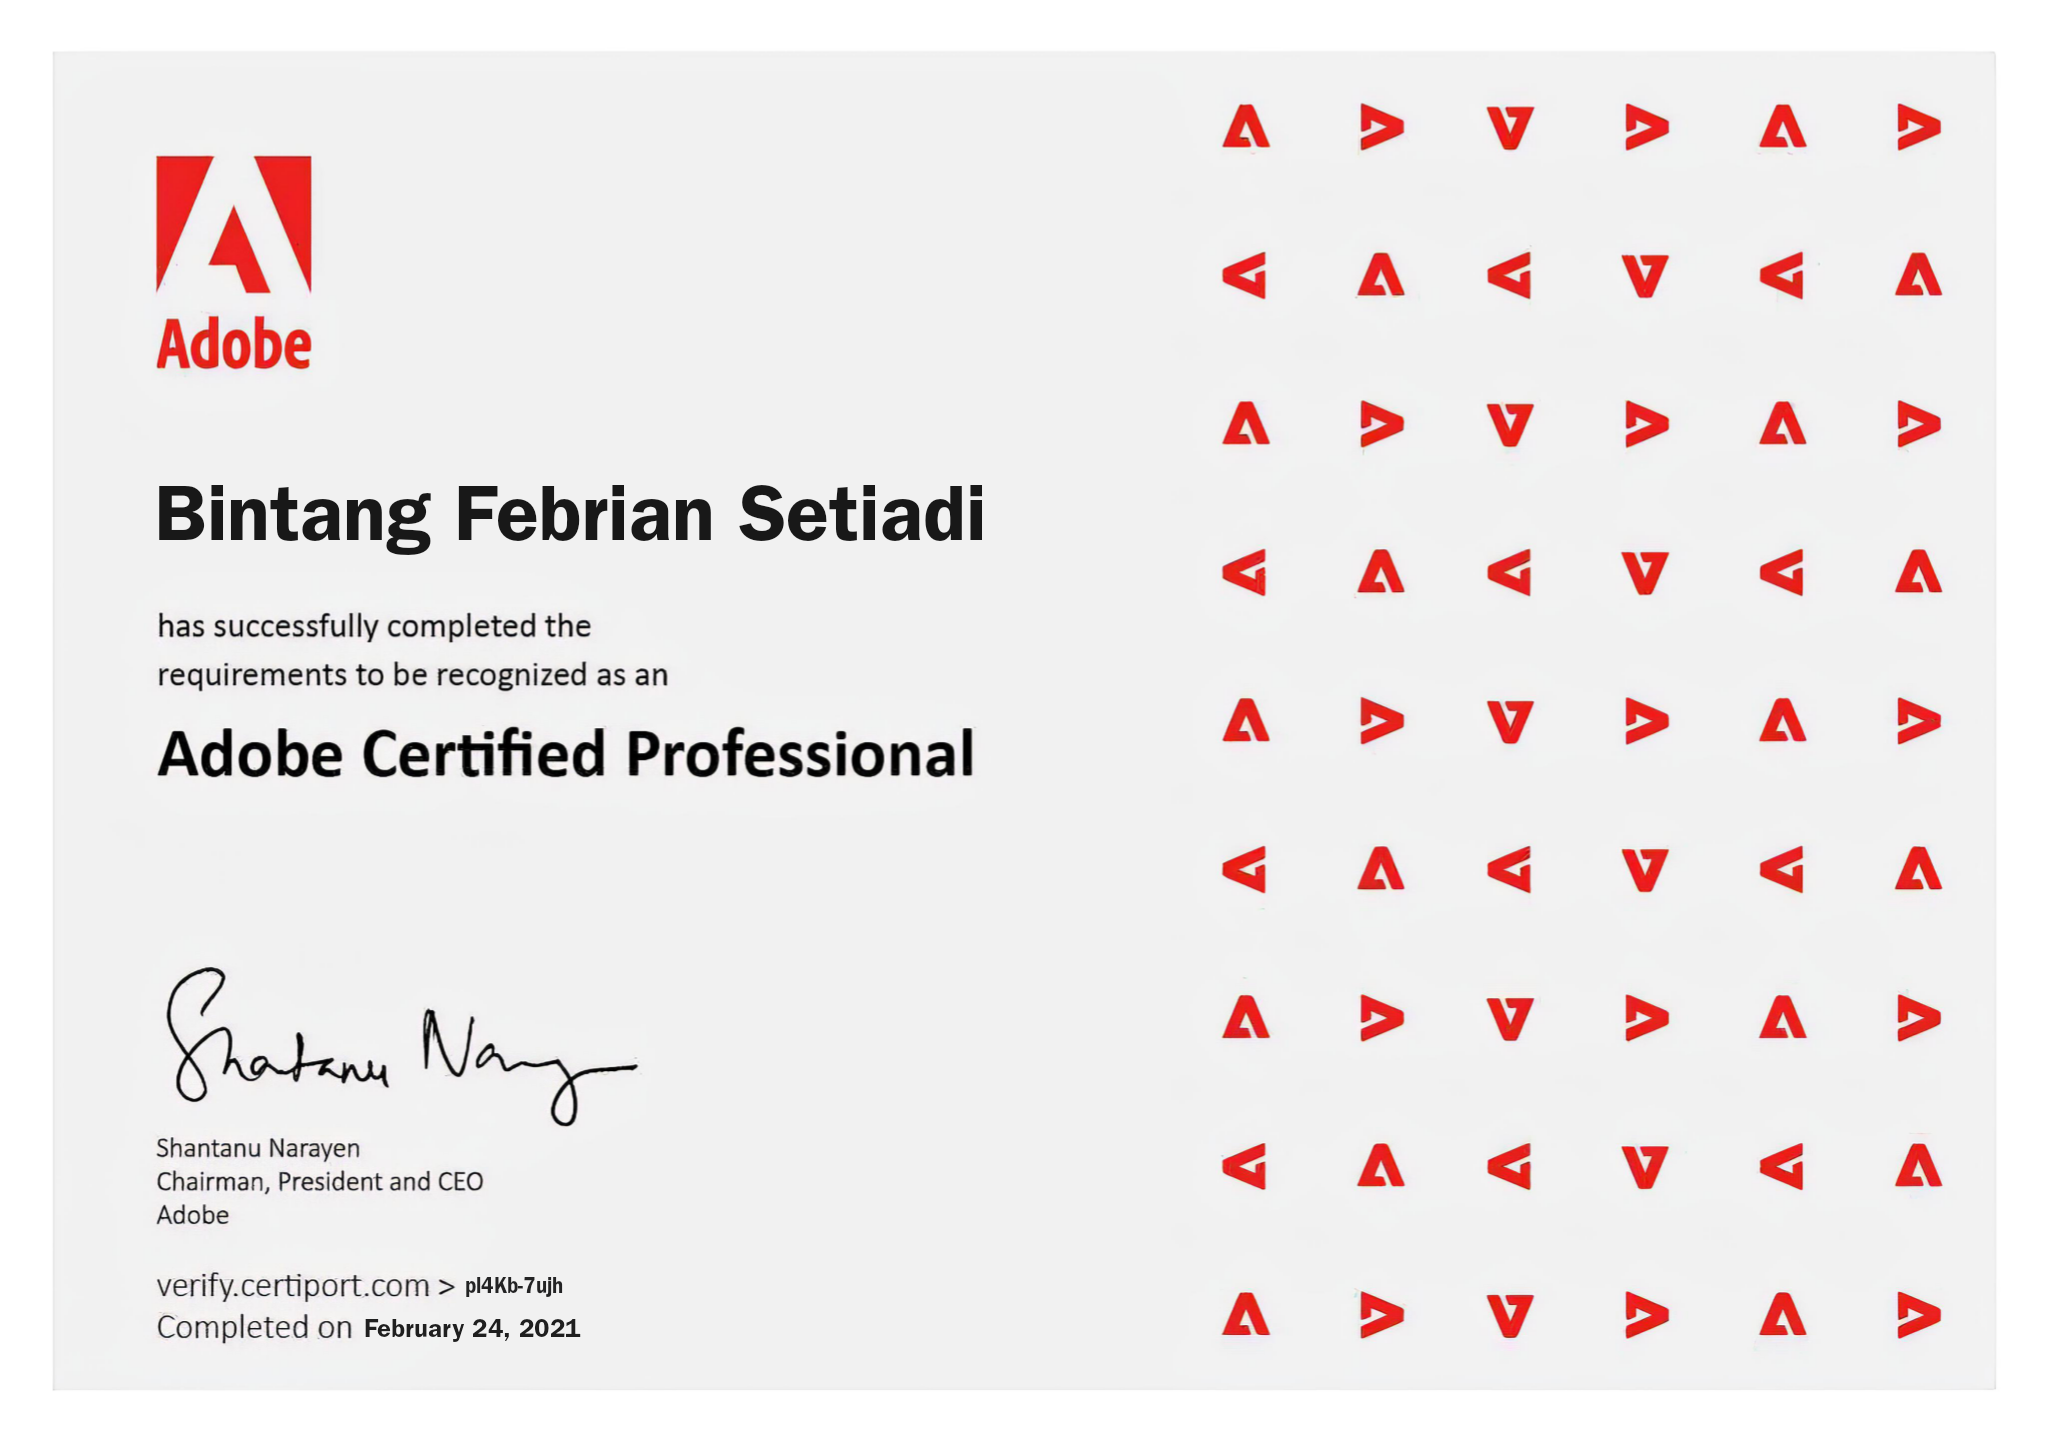 Adobe
Bintang Febrian Setiadi
has successfully completed the
requirements to be recognized as an
Adobe Certified Professional
Shantanu Narayen
Shantanu Narayen
Chairman, President and CEO
Adobe
verify.certiport.com > pl4Kb-7ujh
Completed on February 24, 2021